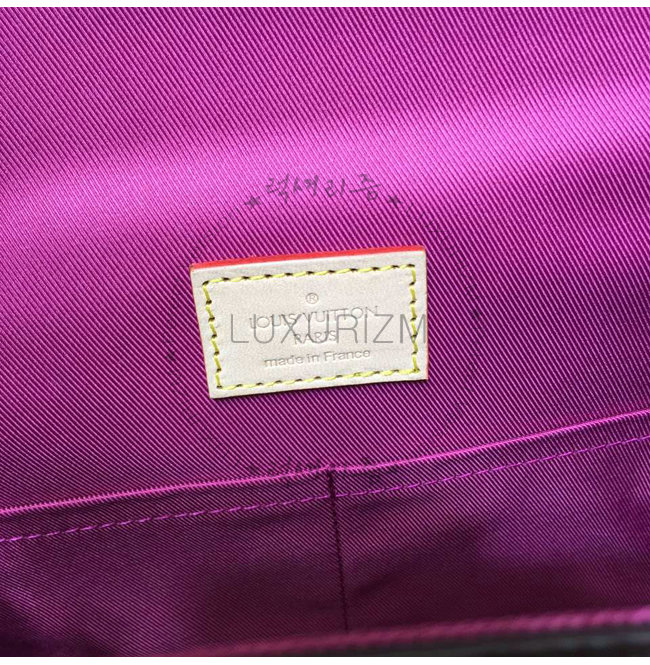 럭셔리즘
®
LOUIS VUITTON
LUXURIZM
PARIS
made in France